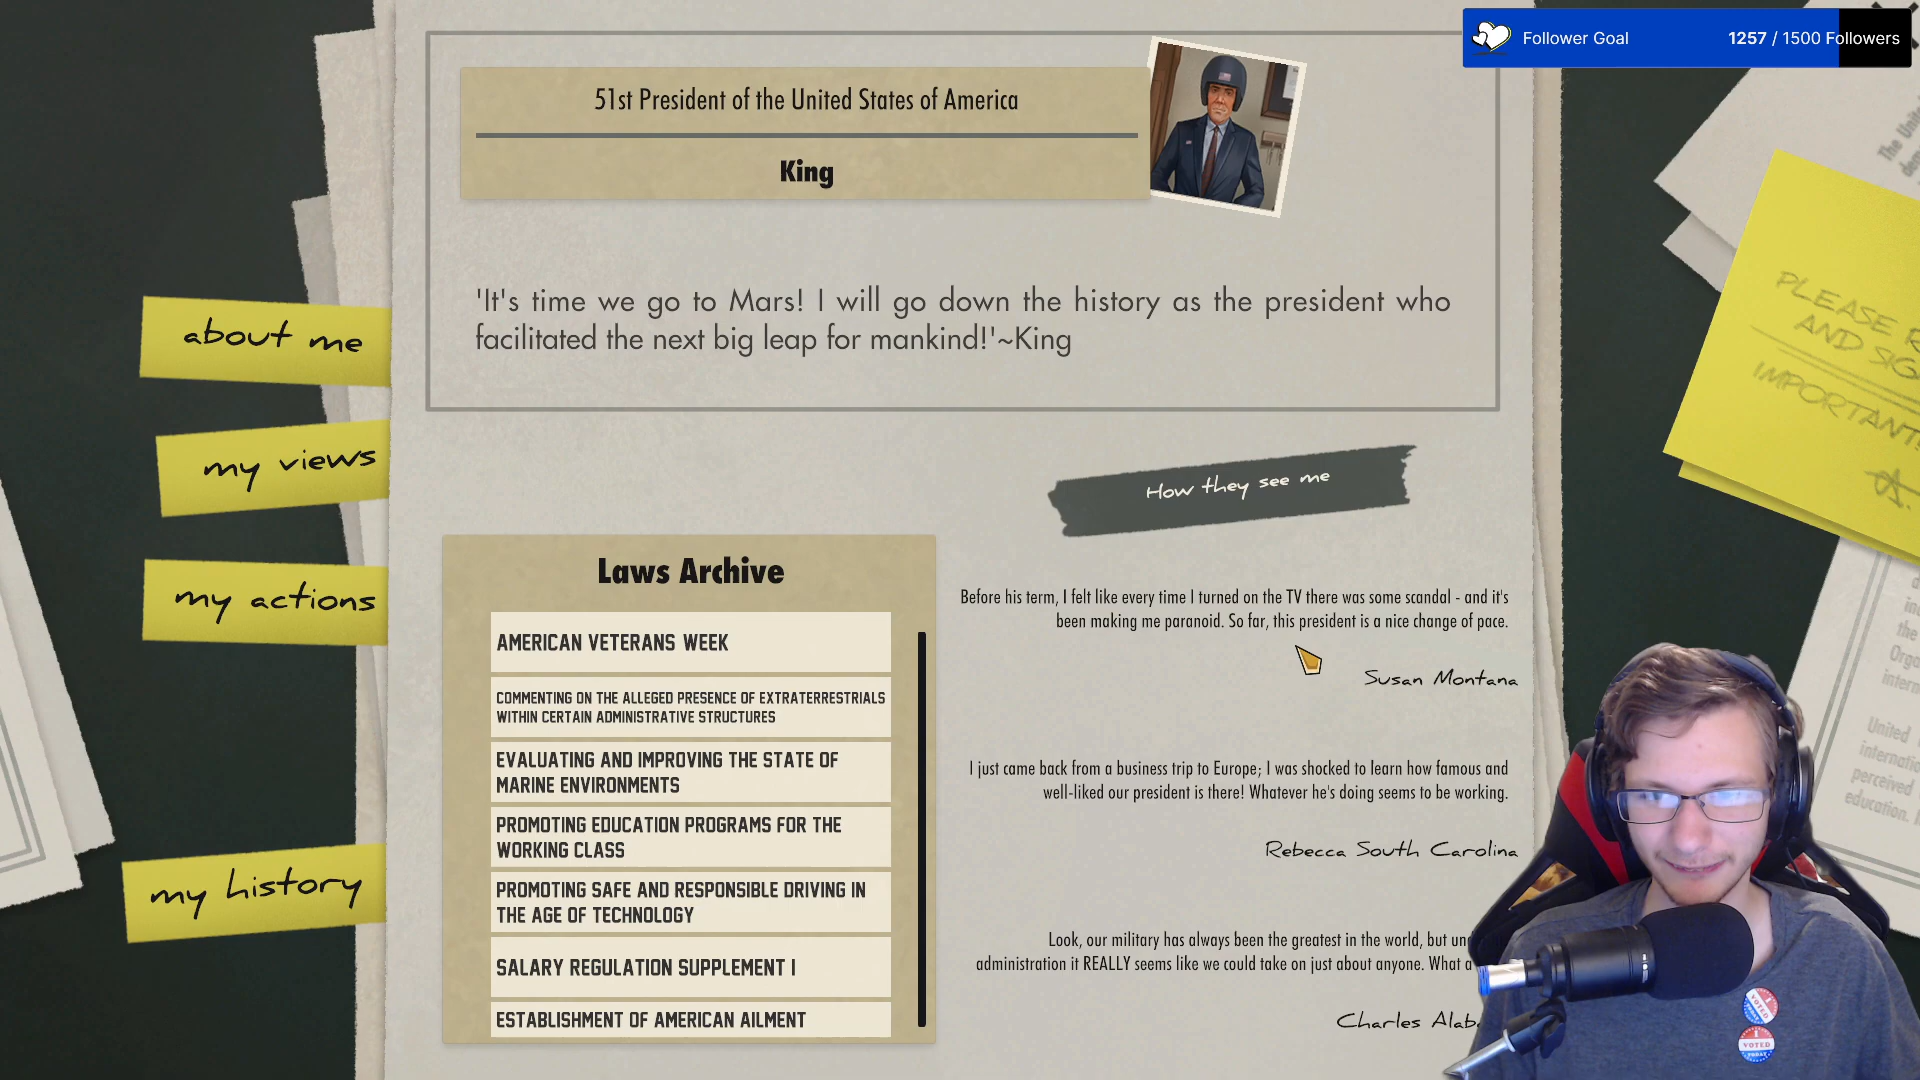 Follower Goal 1257 / 1500 Followers
51st President of the United States of America
King
'It's time we go to Mars! I will go down the history as the president who
facilitated the next big leap for mankind!'~King
about me
my views
my actions
my history
How they see me
Laws Archive
AMERICAN VETERANS WEEK
COMMENTING ON THE ALLEGED PRESENCE OF EXTRATERRESTRIALS
WITHIN CERTAIN ADMINISTRATIVE STRUCTURES
EVALUATING AND IMPROVING THE STATE OF
MARINE ENVIRONMENTS
PROMOTING EDUCATION PROGRAMS FOR THE
WORKING CLASS
PROMOTING SAFE AND RESPONSIBLE DRIVING IN
THE AGE OF TECHNOLOGY
SALARY REGULATION SUPPLEMENT I
ESTABLISHMENT OF AMERICAN AILMENT
Before his term, I felt like every time I turned on the TV there was some scandal - and it's
been making me paranoid. So far, this president is a nice change of pace.
Susan Montana
I just came back from a business trip to Europe; I was shocked to learn how famous and
well-liked our president is there! Whatever he's doing seems to be working.
Rebecca South Carolina
Look, our military has always been the greatest in the world, but
administration it REALLY seems like we could take on just about anyone. What a
Charles
PLEASE
AND
IMPORTANT!
The
United
international
perceived
education.
I VOTED
I VOTED TODAY